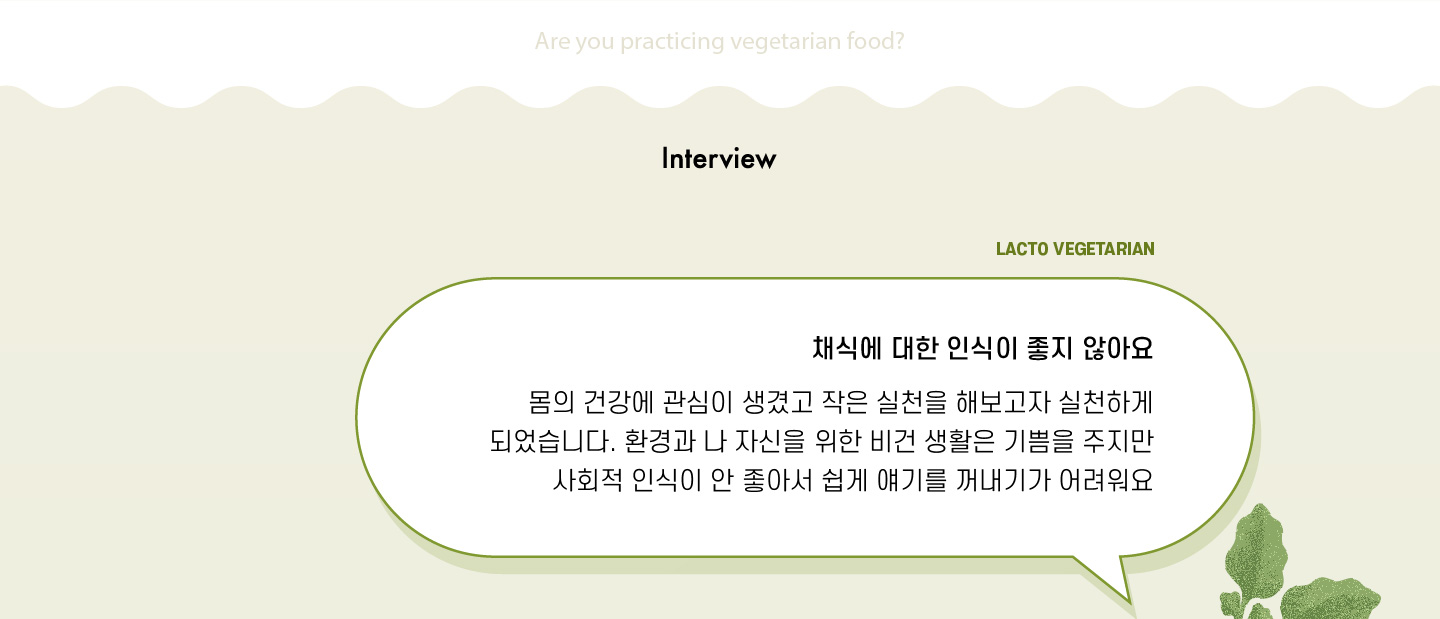 Are you practicing vegetarian food?
Interview
LACTO VEGETARIAN
채식에 대한 인식이 좋지 않아요
몸의 건강에 관심이 생겼고 작은 실천을 해보고자 실천하게
되었습니다. 환경과 나 자신을 위한 비건 생활은 기쁨을 주지만
사회적 인식이 안 좋아서 쉽게 얘기를 꺼내기가 어려워요